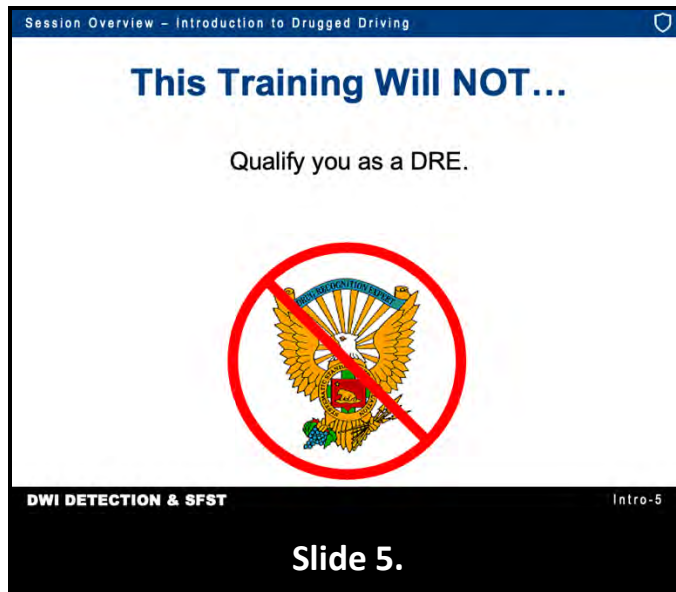 Session Overview – Introduction to Drugged Driving
This Training Will NOT...
Qualify you as a DRE.
DRUG RECOGNITION EXPERT
DWI DETECTION & SFST
Intro-5
Slide 5.